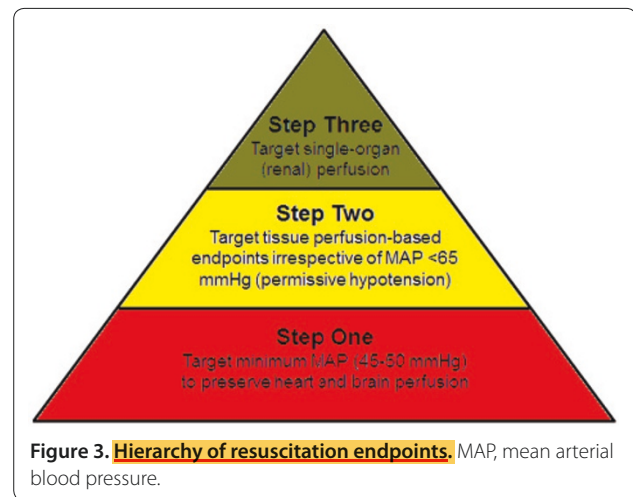 Step Three
Target single-organ
(renal) perfusion
Step Two
Target tissue perfusion-based
endpoints irrespective of MAP <65
mmHg (permissive hypotension)
Step One
Target minimum MAP (45-50 mmHg)
to preserve heart and brain perfusion
Figure 3. Hierarchy of resuscitation endpoints. MAP, mean arterial
blood pressure.